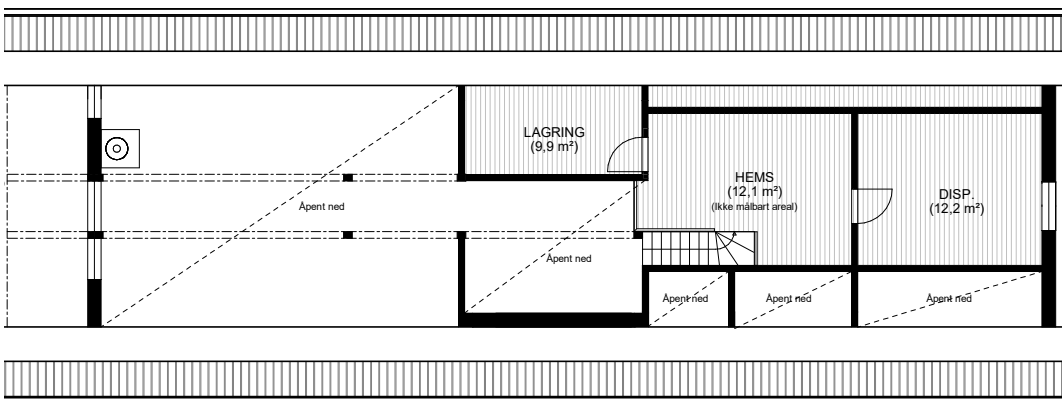 LAGRING
(9,9 m²)
HEMS
(12,1 m²)
(Ikke målbart areal)
DISP.
(12,2 m²)
Åpent ned
Åpent ned
Åpent ned
Åpent ned
Åpent ned